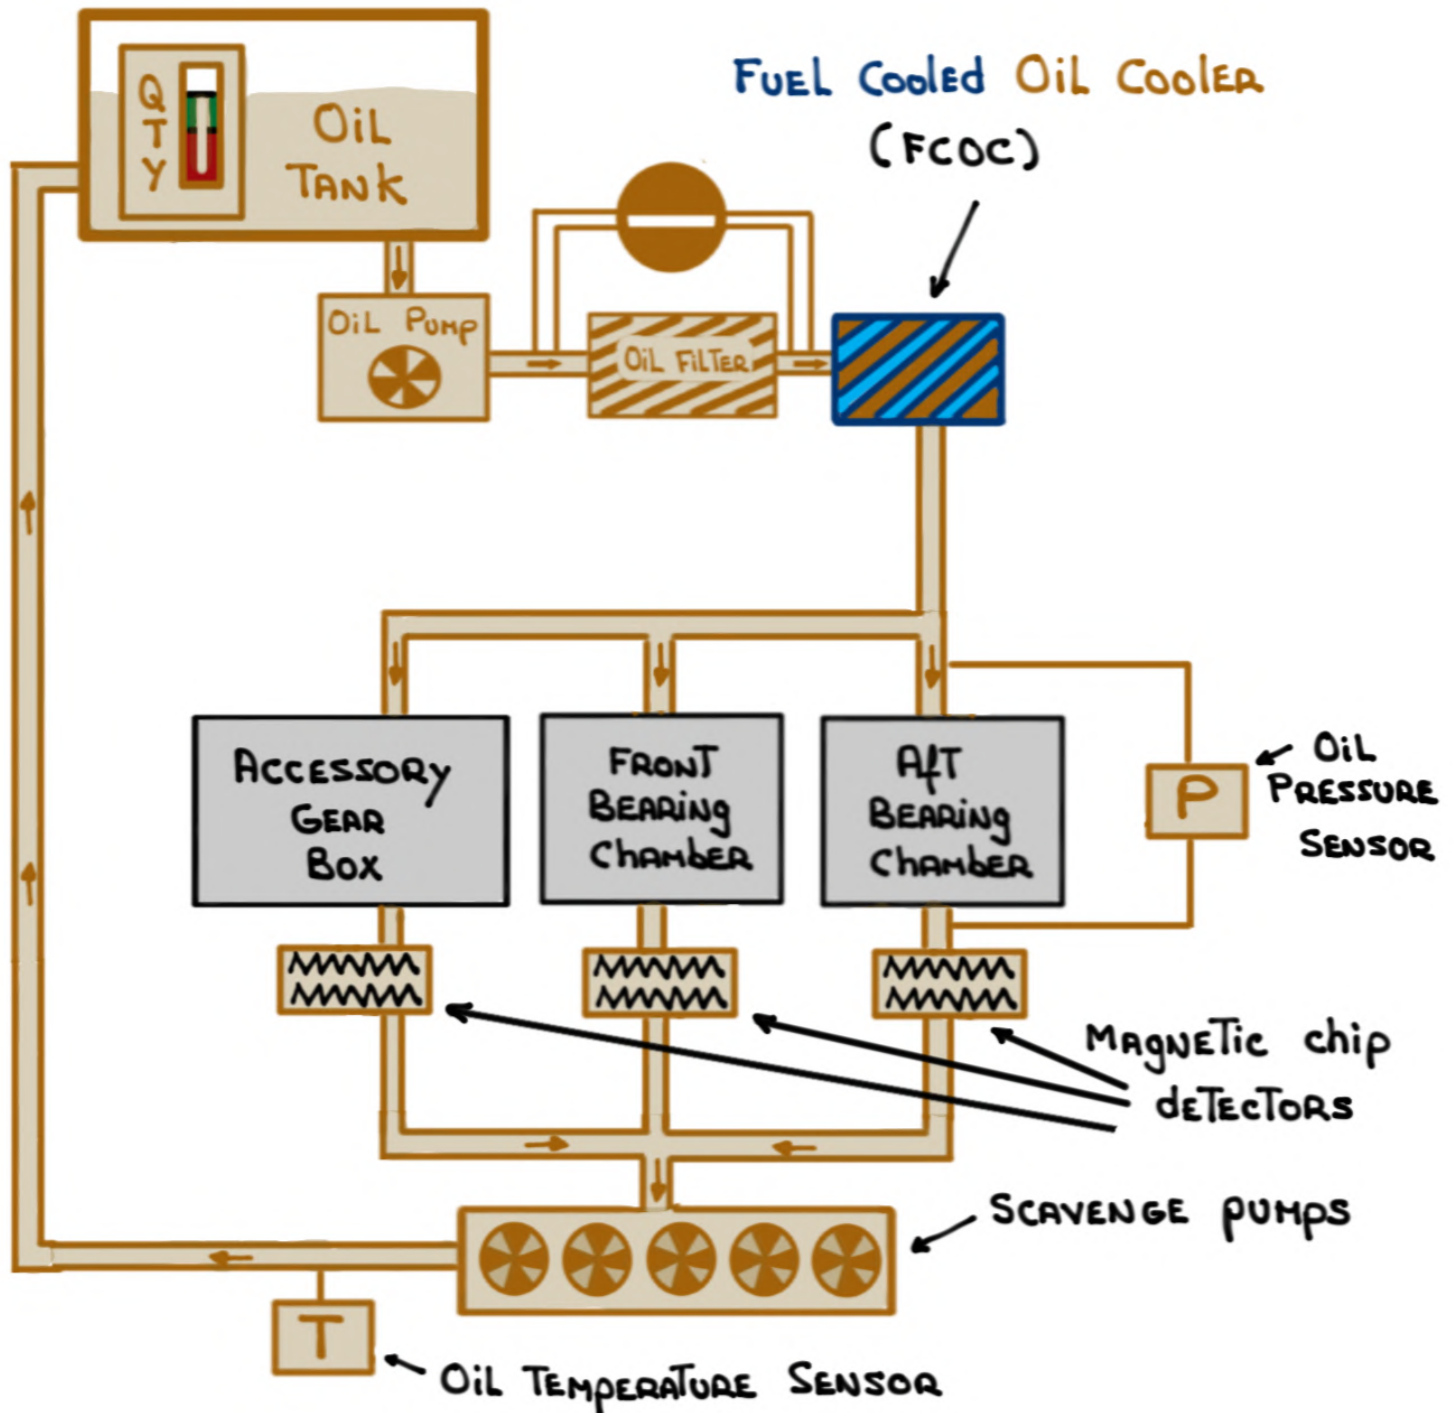 Fuel Cooled Oil Cooler
(FCOC)
QTY
Oil
Tank
Oil Pump
Oil Filter
Accessory
Gear
Box
Front
Bearing
Chamber
Aft
Bearing
Chamber
P
Oil
Pressure
Sensor
Magnetic chip
detectors
Scavenge pumps
T
Oil Temperature Sensor